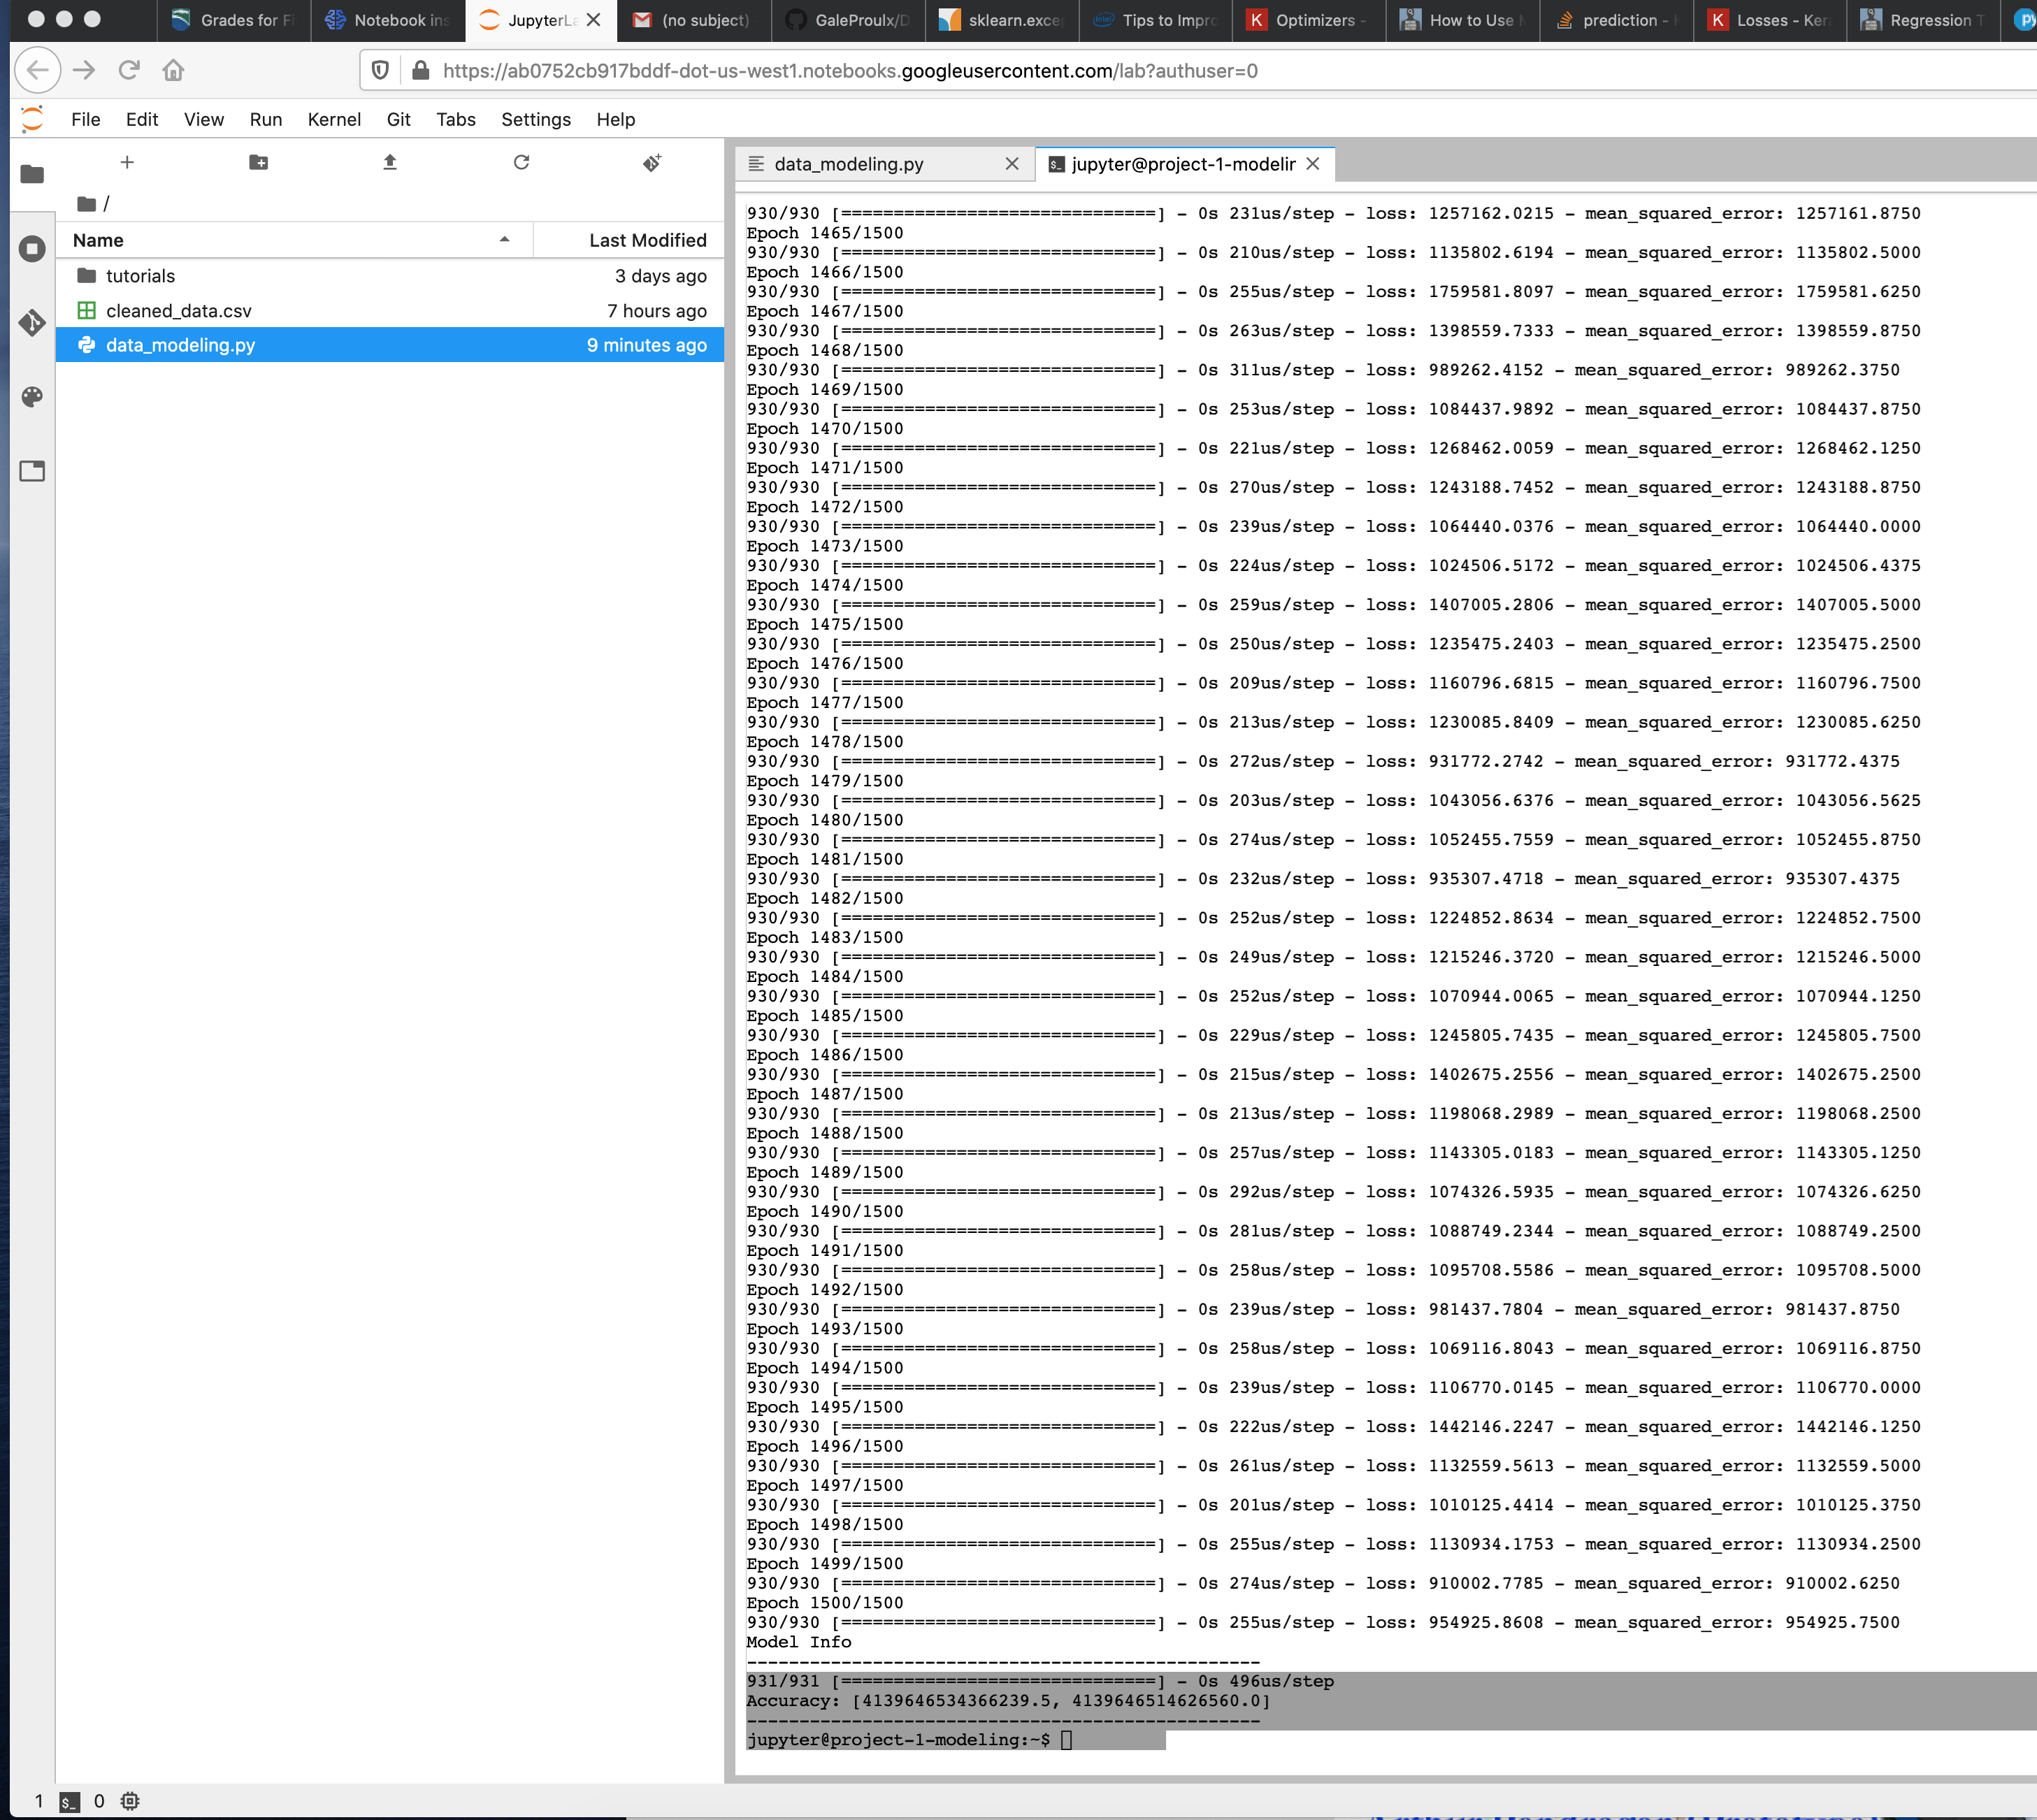 Grades for Fi
Notebook ins
JupyterLa
(no subject)
GaleProulx/D
sklearn.exce
Tips to Impro
Optimizers -
How to Use
prediction -
Losses - Ker
Regression T
https://ab0752cb917bddf-dot-us-west1.notebooks.googleusercontent.com/lab?authuser=0
File Edit View Run Kernel Git Tabs Settings Help
data_modeling.py
jupyter@project-1-modelin
/
Name Last Modified
tutorials 3 days ago
cleaned_data.csv 7 hours ago
data_modeling.py 9 minutes ago
930/930 [==============================] - 0s 231us/step - loss: 1257162.0215 - mean_squared_error: 1257161.8750
Epoch 1465/1500
930/930 [==============================] - 0s 210us/step - loss: 1135802.6194 - mean_squared_error: 1135802.5000
Epoch 1466/1500
930/930 [==============================] - 0s 255us/step - loss: 1759581.8097 - mean_squared_error: 1759581.6250
Epoch 1467/1500
930/930 [==============================] - 0s 263us/step - loss: 1398559.7333 - mean_squared_error: 1398559.8750
Epoch 1468/1500
930/930 [==============================] - 0s 311us/step - loss: 989262.4152 - mean_squared_error: 989262.3750
Epoch 1469/1500
930/930 [==============================] - 0s 253us/step - loss: 1084437.9892 - mean_squared_error: 1084437.8750
Epoch 1470/1500
930/930 [==============================] - 0s 221us/step - loss: 1268462.0059 - mean_squared_error: 1268462.1250
Epoch 1471/1500
930/930 [==============================] - 0s 270us/step - loss: 1243188.7452 - mean_squared_error: 1243188.8750
Epoch 1472/1500
930/930 [==============================] - 0s 239us/step - loss: 1064440.0376 - mean_squared_error: 1064440.0000
Epoch 1473/1500
930/930 [==============================] - 0s 224us/step - loss: 1024506.5172 - mean_squared_error: 1024506.4375
Epoch 1474/1500
930/930 [==============================] - 0s 259us/step - loss: 1407005.2806 - mean_squared_error: 1407005.5000
Epoch 1475/1500
930/930 [==============================] - 0s 250us/step - loss: 1235475.2403 - mean_squared_error: 1235475.2500
Epoch 1476/1500
930/930 [==============================] - 0s 209us/step - loss: 1160796.6815 - mean_squared_error: 1160796.7500
Epoch 1477/1500
930/930 [==============================] - 0s 213us/step - loss: 1230085.8409 - mean_squared_error: 1230085.6250
Epoch 1478/1500
930/930 [==============================] - 0s 272us/step - loss: 931772.2742 - mean_squared_error: 931772.4375
Epoch 1479/1500
930/930 [==============================] - 0s 203us/step - loss: 1043056.6376 - mean_squared_error: 1043056.5625
Epoch 1480/1500
930/930 [==============================] - 0s 274us/step - loss: 1052455.7559 - mean_squared_error: 1052455.8750
Epoch 1481/1500
930/930 [==============================] - 0s 232us/step - loss: 935307.4718 - mean_squared_error: 935307.4375
Epoch 1482/1500
930/930 [==============================] - 0s 252us/step - loss: 1224852.8634 - mean_squared_error: 1224852.7500
Epoch 1483/1500
930/930 [==============================] - 0s 249us/step - loss: 1215246.3720 - mean_squared_error: 1215246.5000
Epoch 1484/1500
930/930 [==============================] - 0s 252us/step - loss: 1070944.0065 - mean_squared_error: 1070944.1250
Epoch 1485/1500
930/930 [==============================] - 0s 229us/step - loss: 1245805.7435 - mean_squared_error: 1245805.7500
Epoch 1486/1500
930/930 [==============================] - 0s 215us/step - loss: 1402675.2556 - mean_squared_error: 1402675.2500
Epoch 1487/1500
930/930 [==============================] - 0s 213us/step - loss: 1198068.2989 - mean_squared_error: 1198068.2500
Epoch 1488/1500
930/930 [==============================] - 0s 257us/step - loss: 1143305.0183 - mean_squared_error: 1143305.1250
Epoch 1489/1500
930/930 [==============================] - 0s 292us/step - loss: 1074326.5935 - mean_squared_error: 1074326.6250
Epoch 1490/1500
930/930 [==============================] - 0s 281us/step - loss: 1088749.2344 - mean_squared_error: 1088749.2500
Epoch 1491/1500
930/930 [==============================] - 0s 258us/step - loss: 1095708.5586 - mean_squared_error: 1095708.5000
Epoch 1492/1500
930/930 [==============================] - 0s 239us/step - loss: 981437.7804 - mean_squared_error: 981437.8750
Epoch 1493/1500
930/930 [==============================] - 0s 258us/step - loss: 1069116.8043 - mean_squared_error: 1069116.8750
Epoch 1494/1500
930/930 [==============================] - 0s 239us/step - loss: 1106770.0145 - mean_squared_error: 1106770.0000
Epoch 1495/1500
930/930 [==============================] - 0s 222us/step - loss: 1442146.2247 - mean_squared_error: 1442146.1250
Epoch 1496/1500
930/930 [==============================] - 0s 261us/step - loss: 1132559.5613 - mean_squared_error: 1132559.5000
Epoch 1497/1500
930/930 [==============================] - 0s 201us/step - loss: 1010125.4414 - mean_squared_error: 1010125.3750
Epoch 1498/1500
930/930 [==============================] - 0s 255us/step - loss: 1130934.1753 - mean_squared_error: 1130934.2500
Epoch 1499/1500
930/930 [==============================] - 0s 274us/step - loss: 910002.7785 - mean_squared_error: 910002.6250
Epoch 1500/1500
930/930 [==============================] - 0s 255us/step - loss: 954925.8608 - mean_squared_error: 954925.7500
Model Info
-------------------------------------------------
931/931 [==============================] - 0s 496us/step
Accuracy: [4139646534366239.5, 4139646514626560.0]
-------------------------------------------------
jupyter@project-1-modeling:~$
1 $_ 0